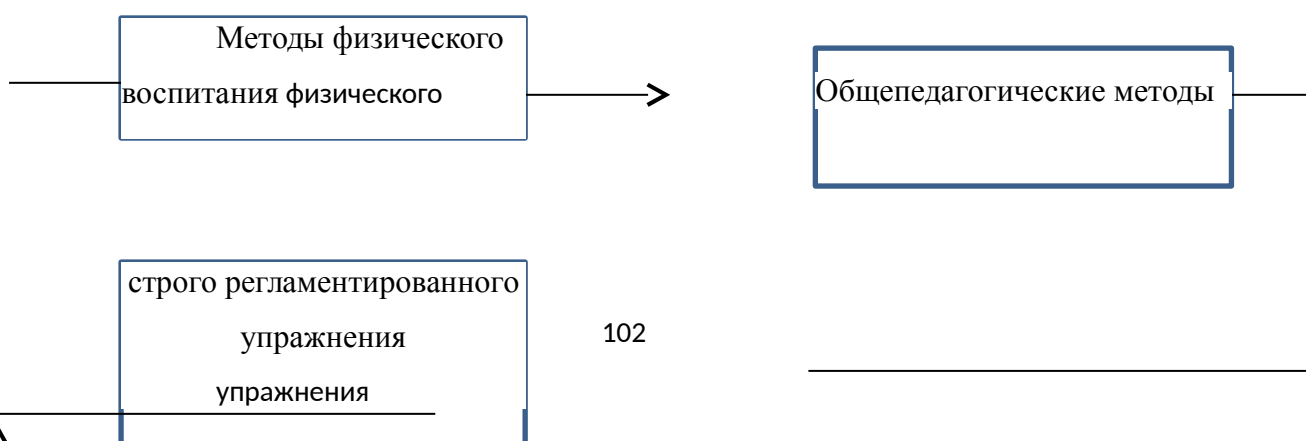 Методы физического
воспитания физического
Общепедагогические методы
строго регламентированного
упражнения
упражнения
102